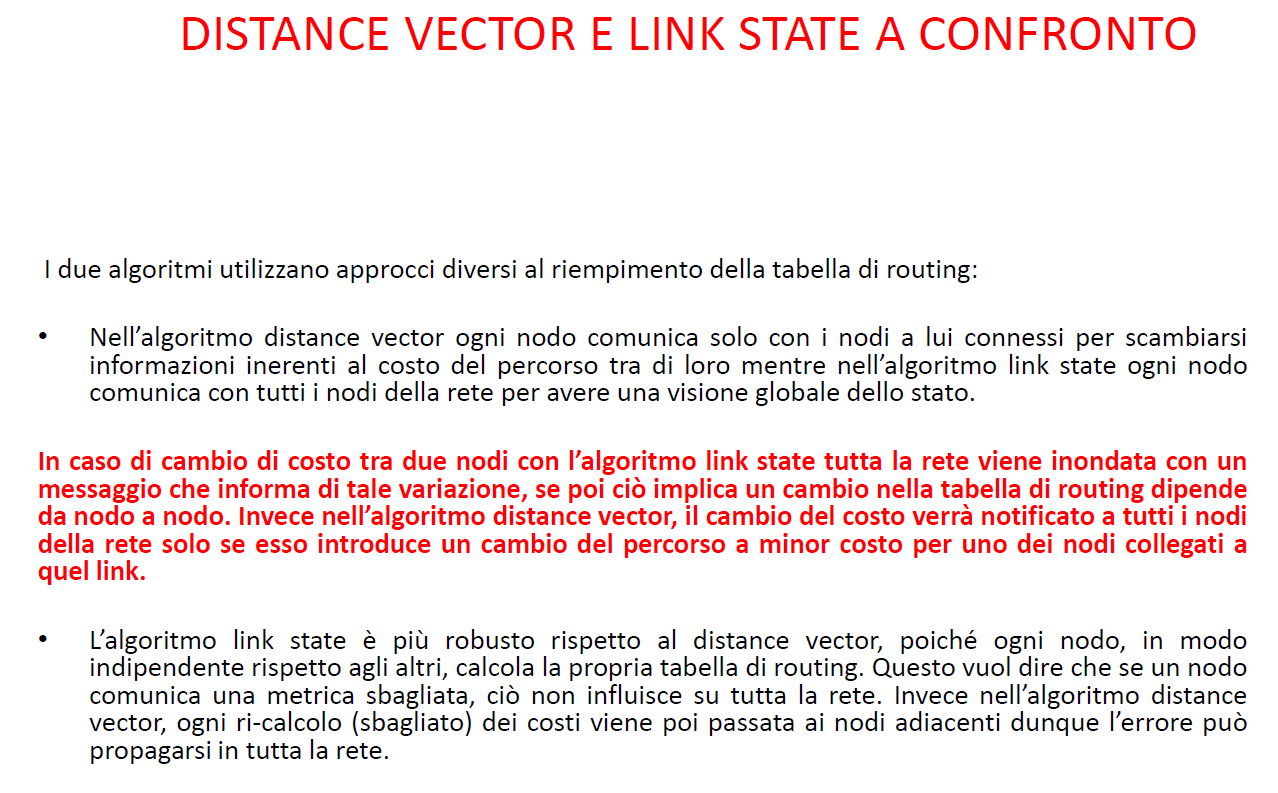 DISTANCE VECTOR E LINK STATE A CONFRONTO
I due algoritmi utilizzano approcci diversi al riempimento della tabella di routing:
• Nell’algoritmo distance vector ogni nodo comunica solo con i nodi a lui connessi per scambiarsi
informazioni inerenti al costo del percorso tra di loro mentre nell’algoritmo link state ogni nodo
comunica con tutti i nodi della rete per avere una visione globale dello stato.
In caso di cambio di costo tra due nodi con l’algoritmo link state tutta la rete viene inondata con un
messaggio che informa di tale variazione, se poi ciò implica un cambio nella tabella di routing dipende
da nodo a nodo. Invece nell’algoritmo distance vector, il cambio del costo verrà notificato a tutti i nodi
della rete solo se esso introduce un cambio del percorso a minor costo per uno dei nodi collegati a
quel link.
• L’algoritmo link state è più robusto rispetto al distance vector, poiché ogni nodo, in modo
indipendente rispetto agli altri, calcola la propria tabella di routing. Questo vuol dire che se un nodo
comunica una metrica sbagliata, ciò non influisce su tutta la rete. Invece nell’algoritmo distance
vector, ogni ri-calcolo (sbagliato) dei costi viene poi passata ai nodi adiacenti dunque l’errore può
propagarsi in tutta la rete.